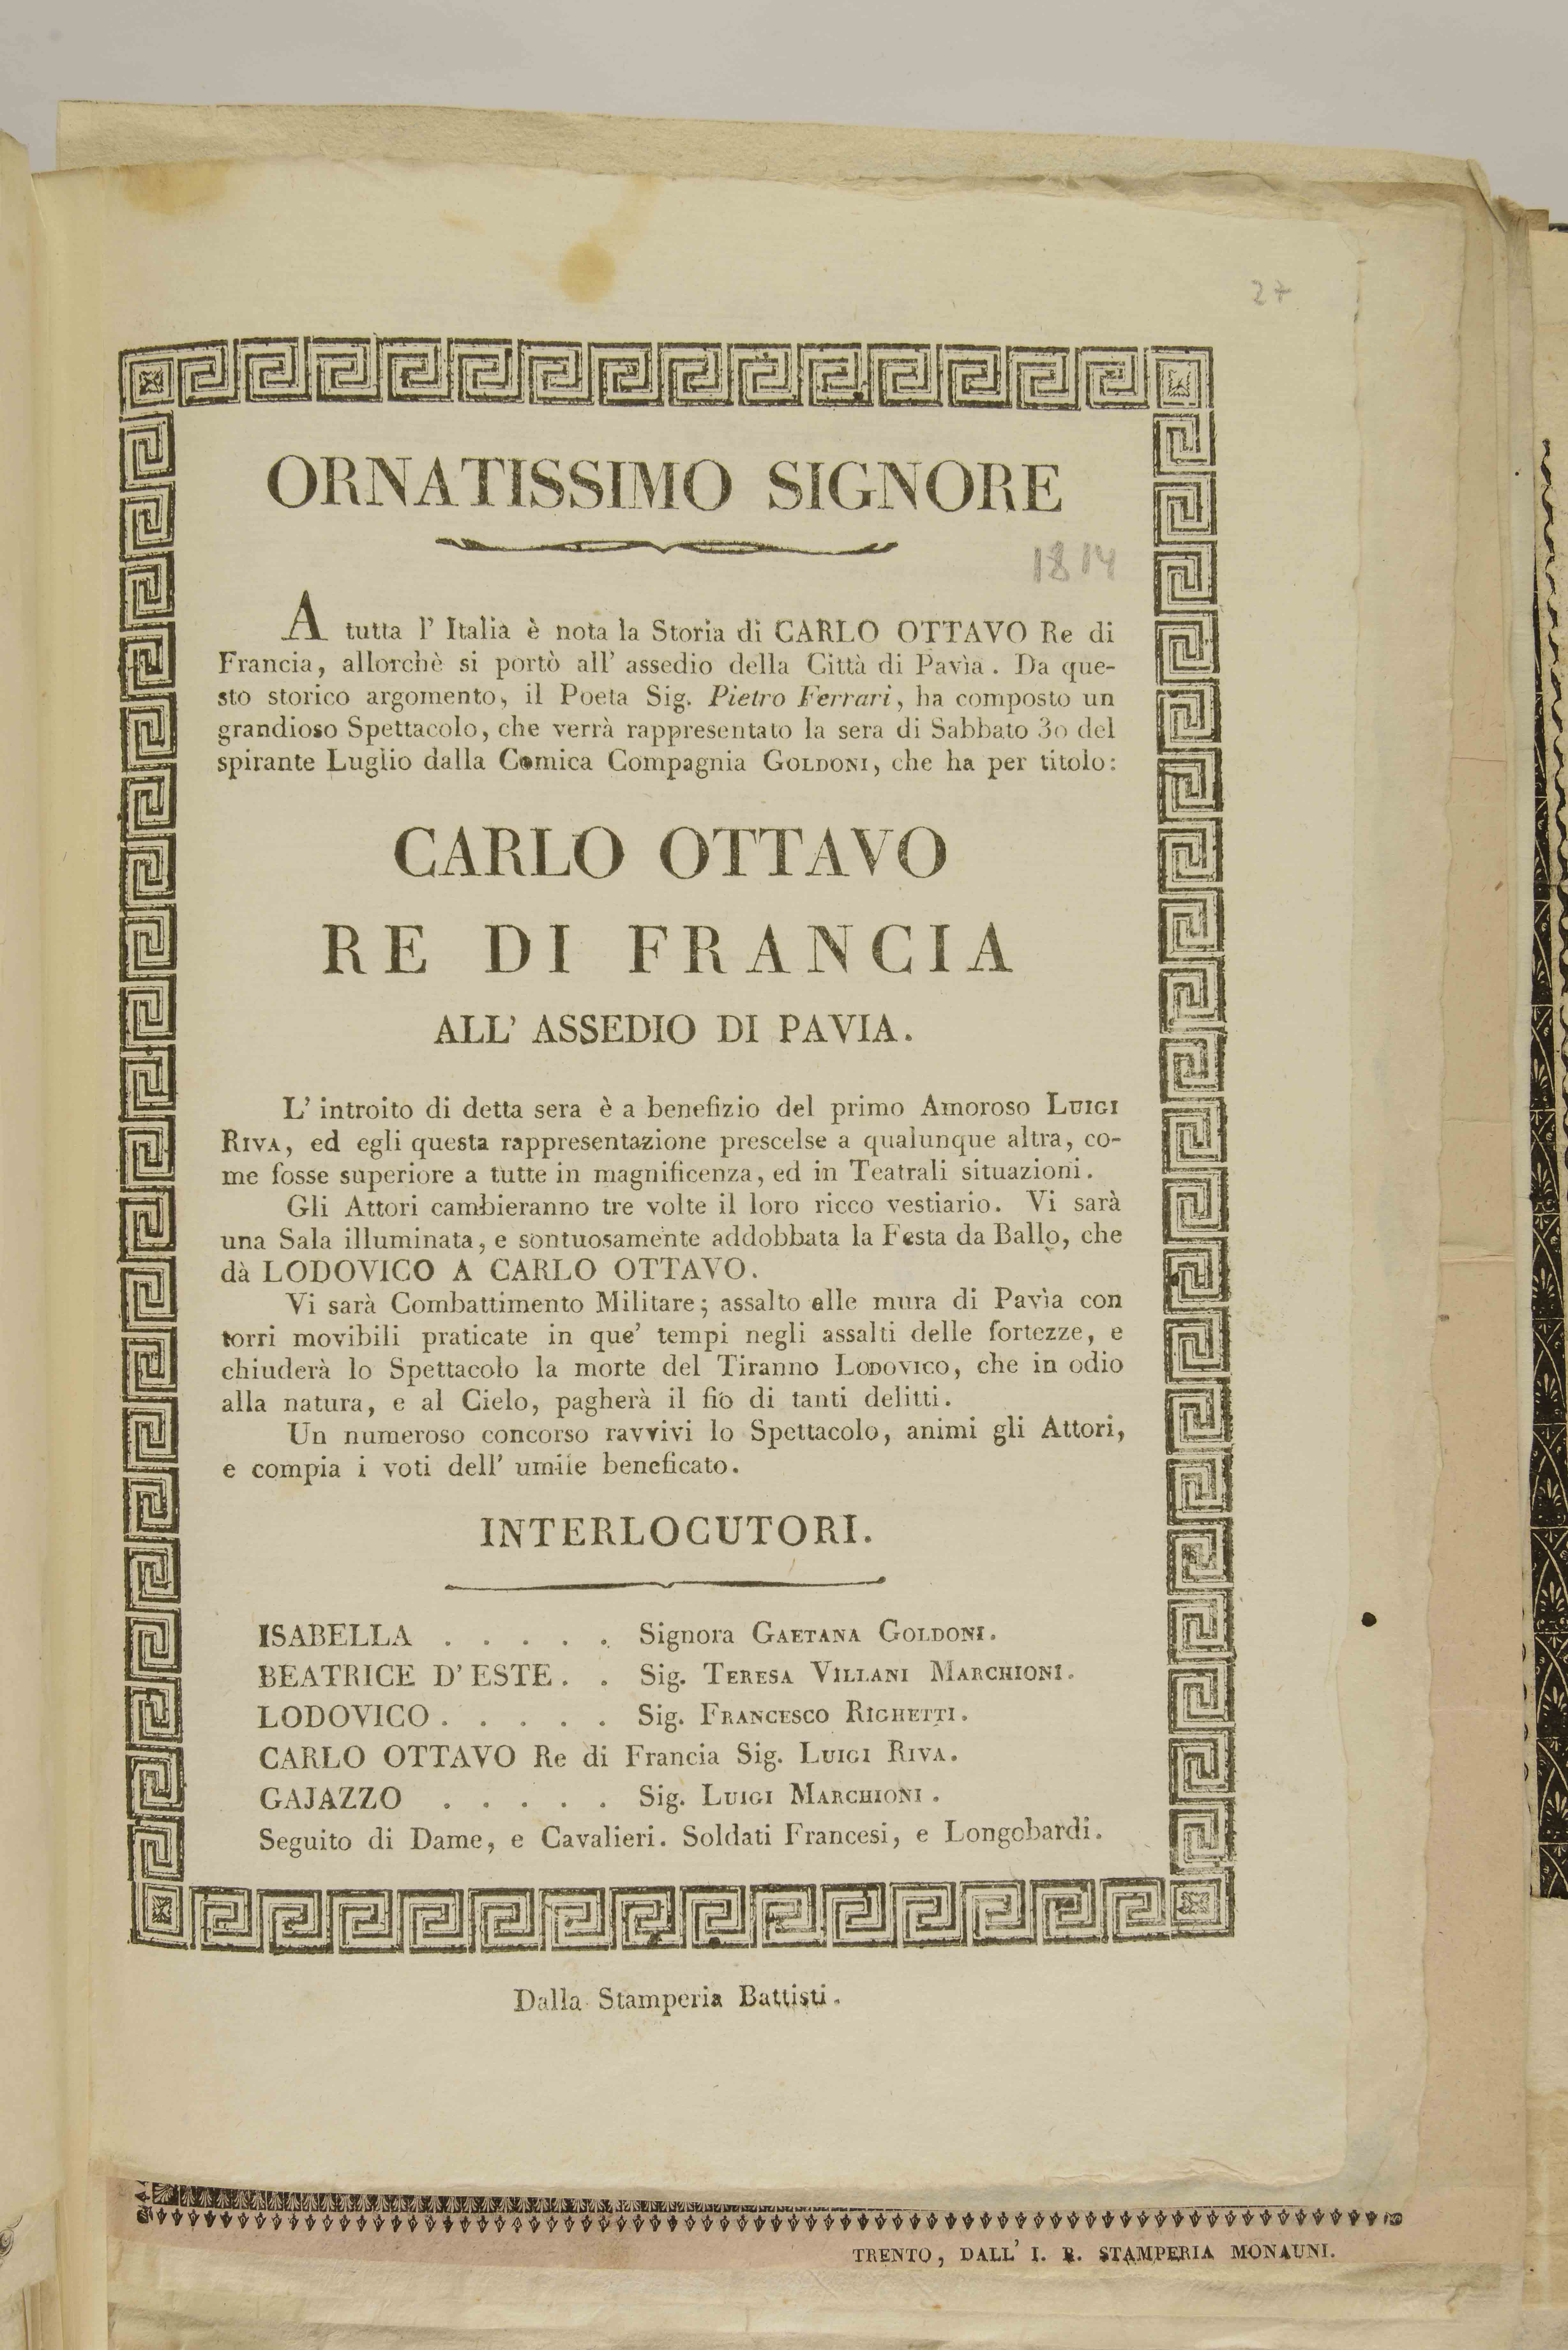 27
ORNATISSIMO SIGNORE
1814
A tutta l' Italia è nota la Storia di CARLO OTTAVO Re di
Francia, allorchè si portò all' assedio della Città di Pavìa. Da que-
sto storico argomento, il Poeta Sig. Pietro Ferrari, ha composto un
grandioso Spettacolo, che verrà rappresentato la sera di Sabbato 30 del
spirante Luglio dalla Comica Compagnia GOLDONI, che ha per titolo:
CARLO OTTAVO
RE DI FRANCIA
ALL' ASSEDIO DI PAVIA.
L' introito di detta sera è a benefizio del primo Amoroso LUIGI
RIVA, ed egli questa rappresentazione prescelse a qualunque altra, co-
me fosse superiore a tutte in magnificenza, ed in Teatrali situazioni.
Gli Attori cambieranno tre volte il loro ricco vestiario. Vi sarà
una Sala illuminata, e sontuosamente addobbata la Festa da Ballo, che
dà LODOVICO A CARLO OTTAVO.
Vi sarà Combattimento Militare; assalto alle mura di Pavìa con
torri movibili praticate in que' tempi negli assalti delle fortezze, e
chiuderà lo Spettacolo la morte del Tiranno LODOVICO, che in odio
alla natura, e al Cielo, pagherà il fio di tanti delitti.
Un numeroso concorso ravvivi lo Spettacolo, animi gli Attori,
e compia i voti dell' umile beneficato.
INTERLOCUTORI.
ISABELLA . . . . . Signora GAETANA GOLDONI.
BEATRICE D' ESTE. . Sig. TERESA VILLANI MARCHIONI.
LODOVICO . . . . . Sig. FRANCESCO RIGHETTI.
CARLO OTTAVO Re di Francia Sig. LUIGI RIVA.
GAJAZZO . . . . . Sig. LUIGI MARCHIONI.
Seguito di Dame, e Cavalieri. Soldati Francesi, e Longobardi.
Dalla Stamperia Battisti.
TRENTO, DALL' I. R. STAMPERIA MONAUNI.